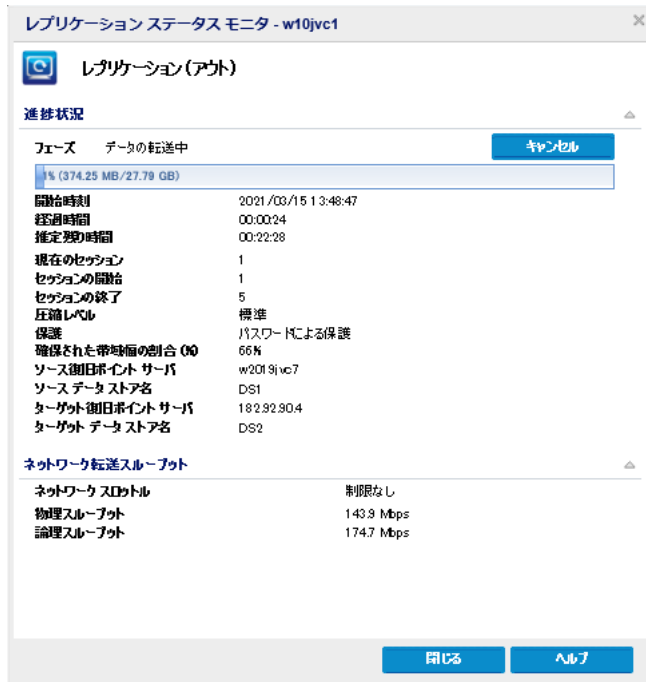 レプリケーション ステータス モニタ - w10jvc1
レプリケーション(アウト)
進捗状況
フェーズ データの転送中 キャンセル
1% (374.25 MB/27.79 GB)
開始時刻 2021/03/15 13:48:47
経過時間 00:00:24
推定残り時間 00:22:28
現在のセッション 1
セッションの開始 1
セッションの終了 5
圧縮レベル 標準
保護 パスワードによる保護
確保された帯域幅の割合 (%) 66%
ソース復旧ポイント サーバ w2019jvc7
ソース データ ストア名 DS1
ターゲット復旧ポイント サーバ 182.92.90.4
ターゲット データ ストア名 DS2
ネットワーク転送スループット
ネットワーク スロットル 制限なし
物理スループット 143.9 Mbps
論理スループット 174.7 Mbps
閉じる ヘルプ